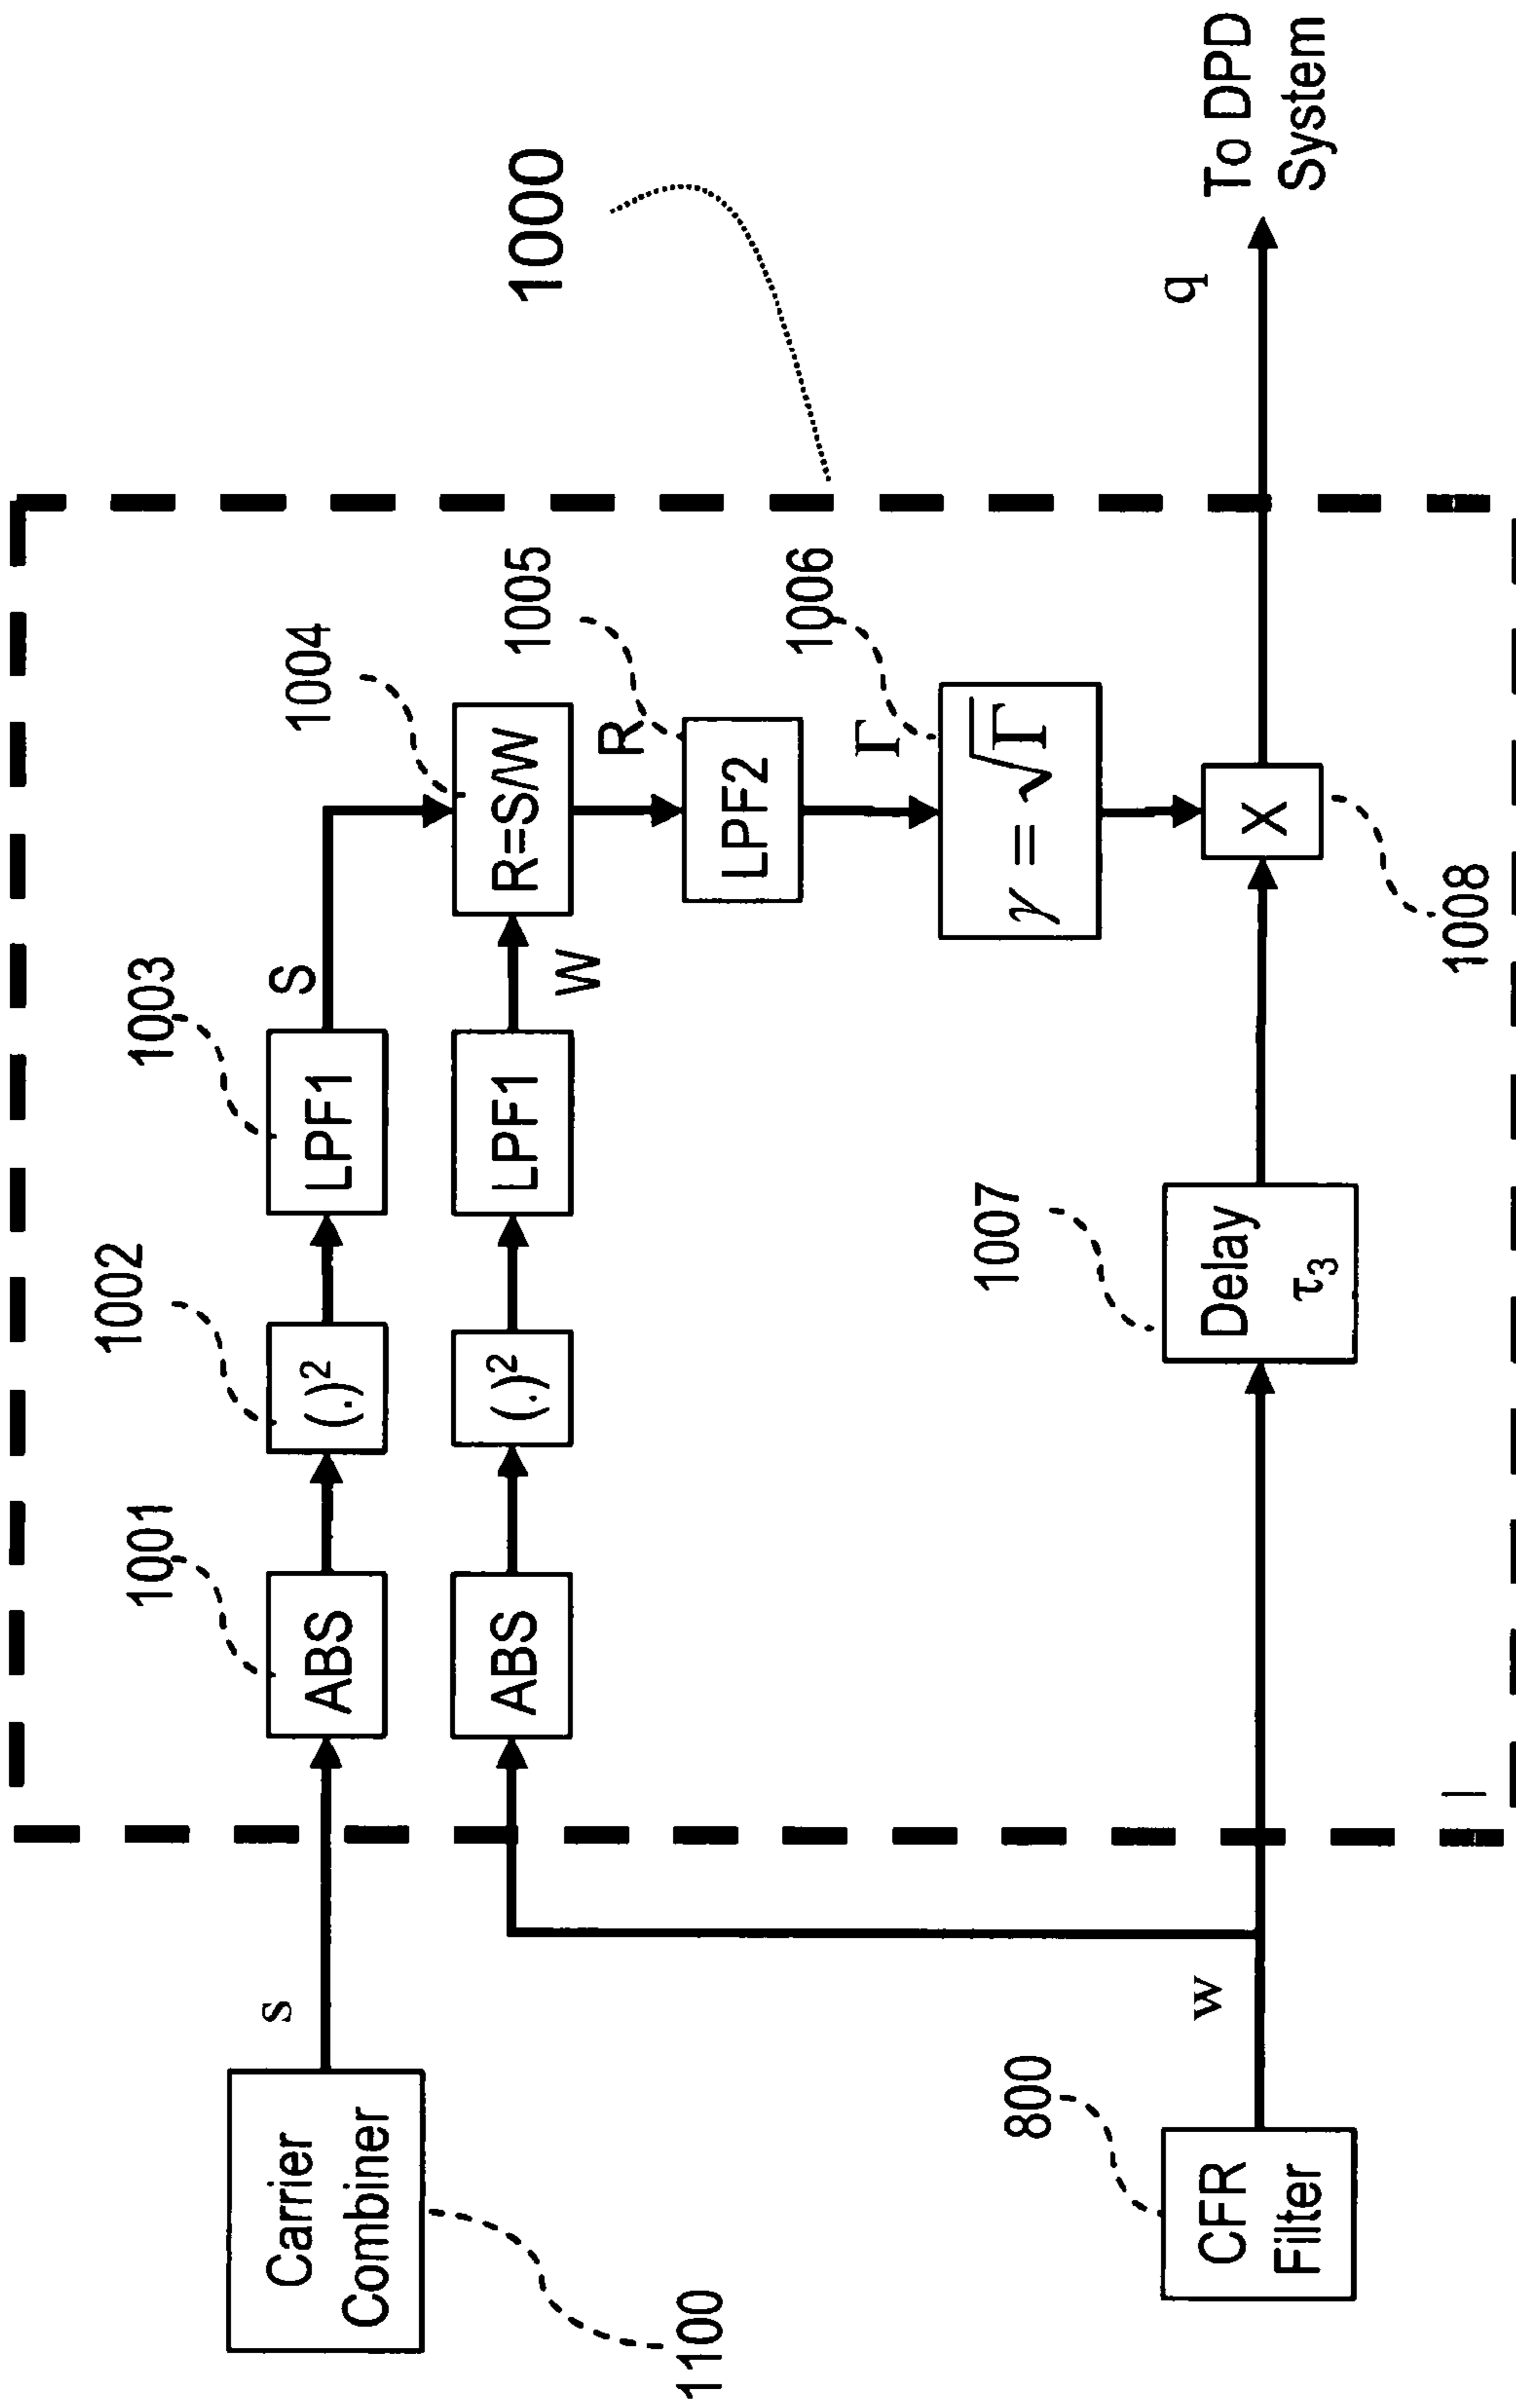 1000
Carrier
Combiner
1100
s
1001
ABS
1002
(.)²
1003
LPF1
S
1004
R=S/W
ABS
(.)²
LPF1
W
R
1005
LPF2
Γ
1006
γ = √Γ
800
CFR
Filter
w
1007
Delay
τ₃
X
1008
q
To DPD
System